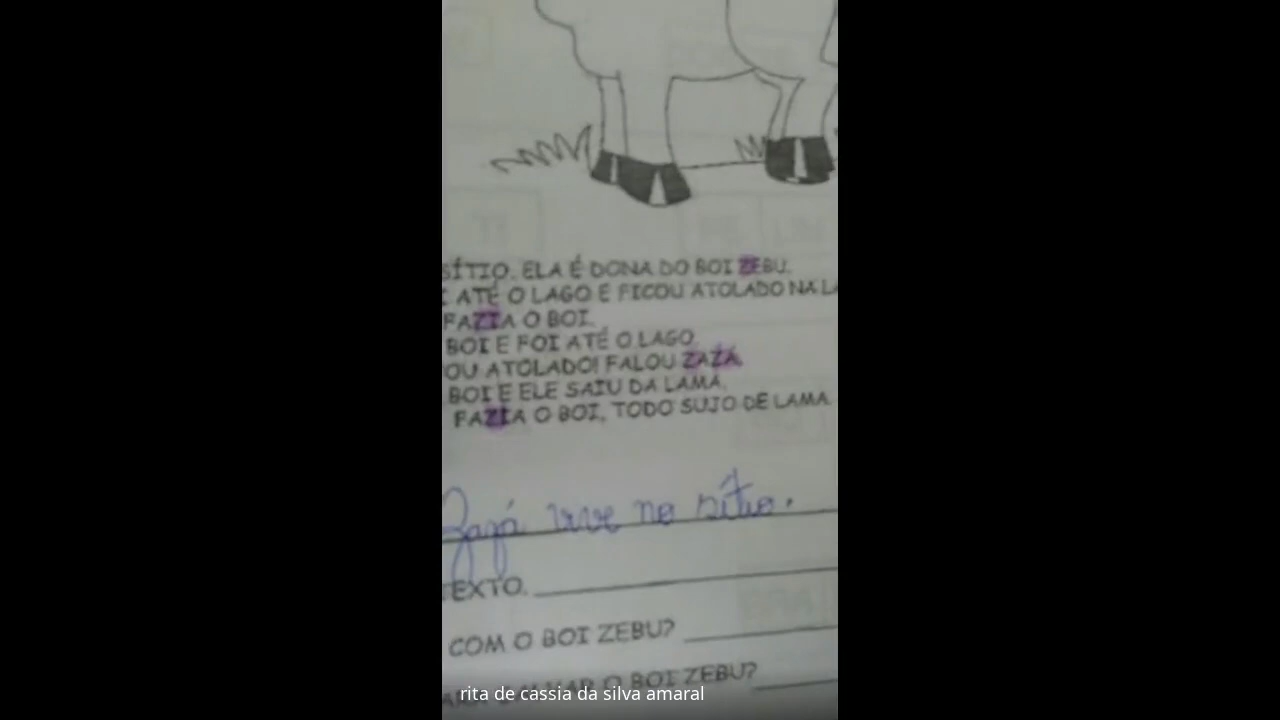 SÍTIO. ELA É DONA DO BOI ZEBU.
ATÉ O LAGO E FICOU ATOLADO NA
FAZIA O BOI.
BOI E FOI ATÉ O LAGO.
OU ATOLADO! FALOU ZAZÁ.
BOI E ELE SAIU DA LAMA.
FAZIA O BOI, TODO SUJO DE LAMA.
Zazá vive no sítio.
TEXTO.
COM O BOI ZEBU?
O BOI ZEBU?
rita de cassia da silva amaral